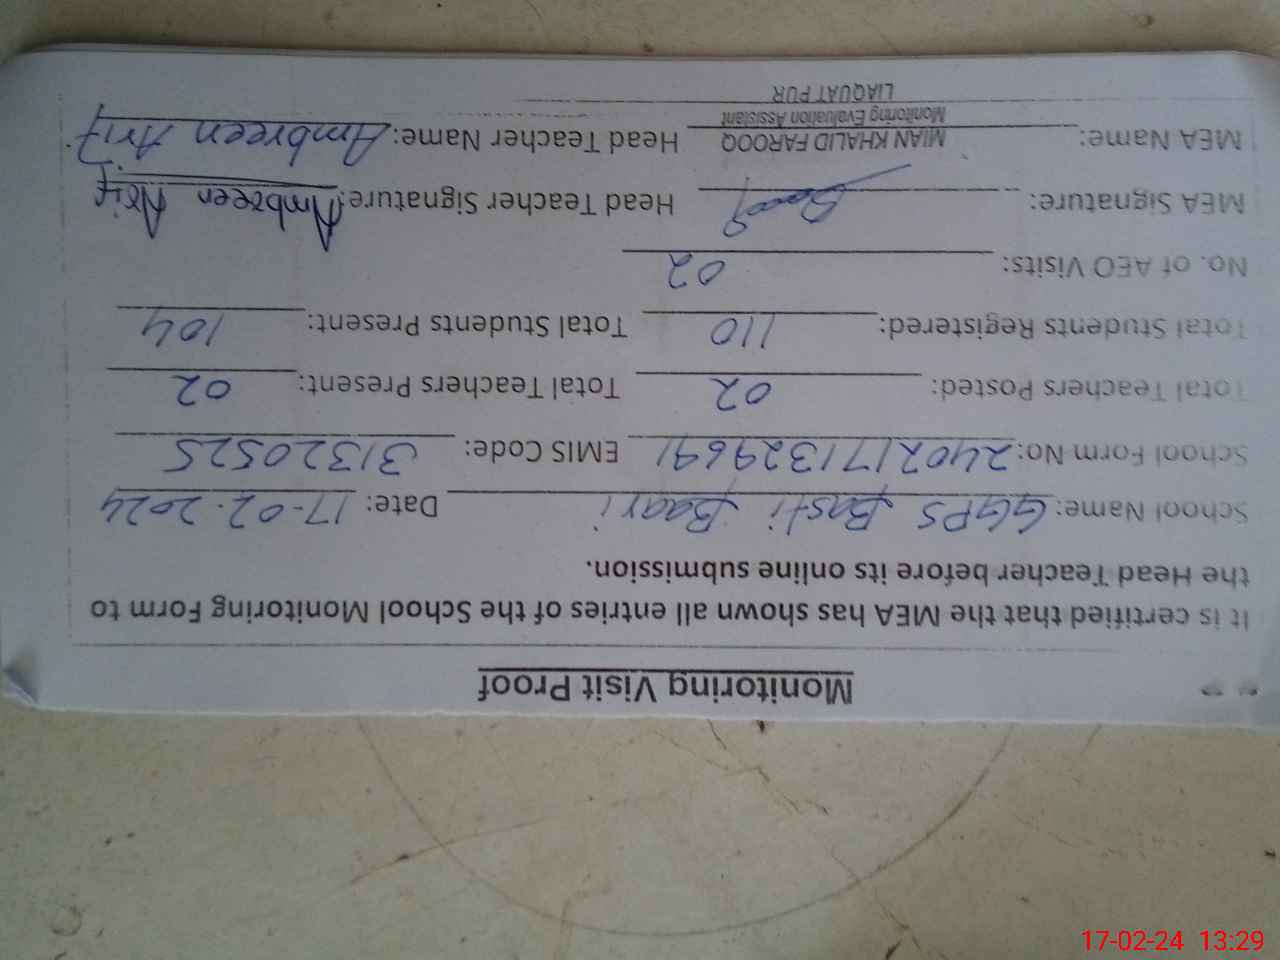 Monitoring Visit Proof
It is certified that the MEA has shown all entries of the School Monitoring Form to
the Head Teacher before its online submission.
School Name: GGPS Basti Baari Date: 17-02-2024
School Form No: 2402171329691 EMIS Code: 31320525
Total Teachers Posted: 02 Total Teachers Present: 02
Total Students Registered: 110 Total Students Present: 104
No. of AEO Visits: 02
MEA Signature: Head Teacher Signature: Ambreen Arif
MEA Name: MIAN KHALID FAROOQ Head Teacher Name: Ambreen Arif
Monitoring Evaluation Assistant
LIAQUAT PUR
17-02-24 13:29